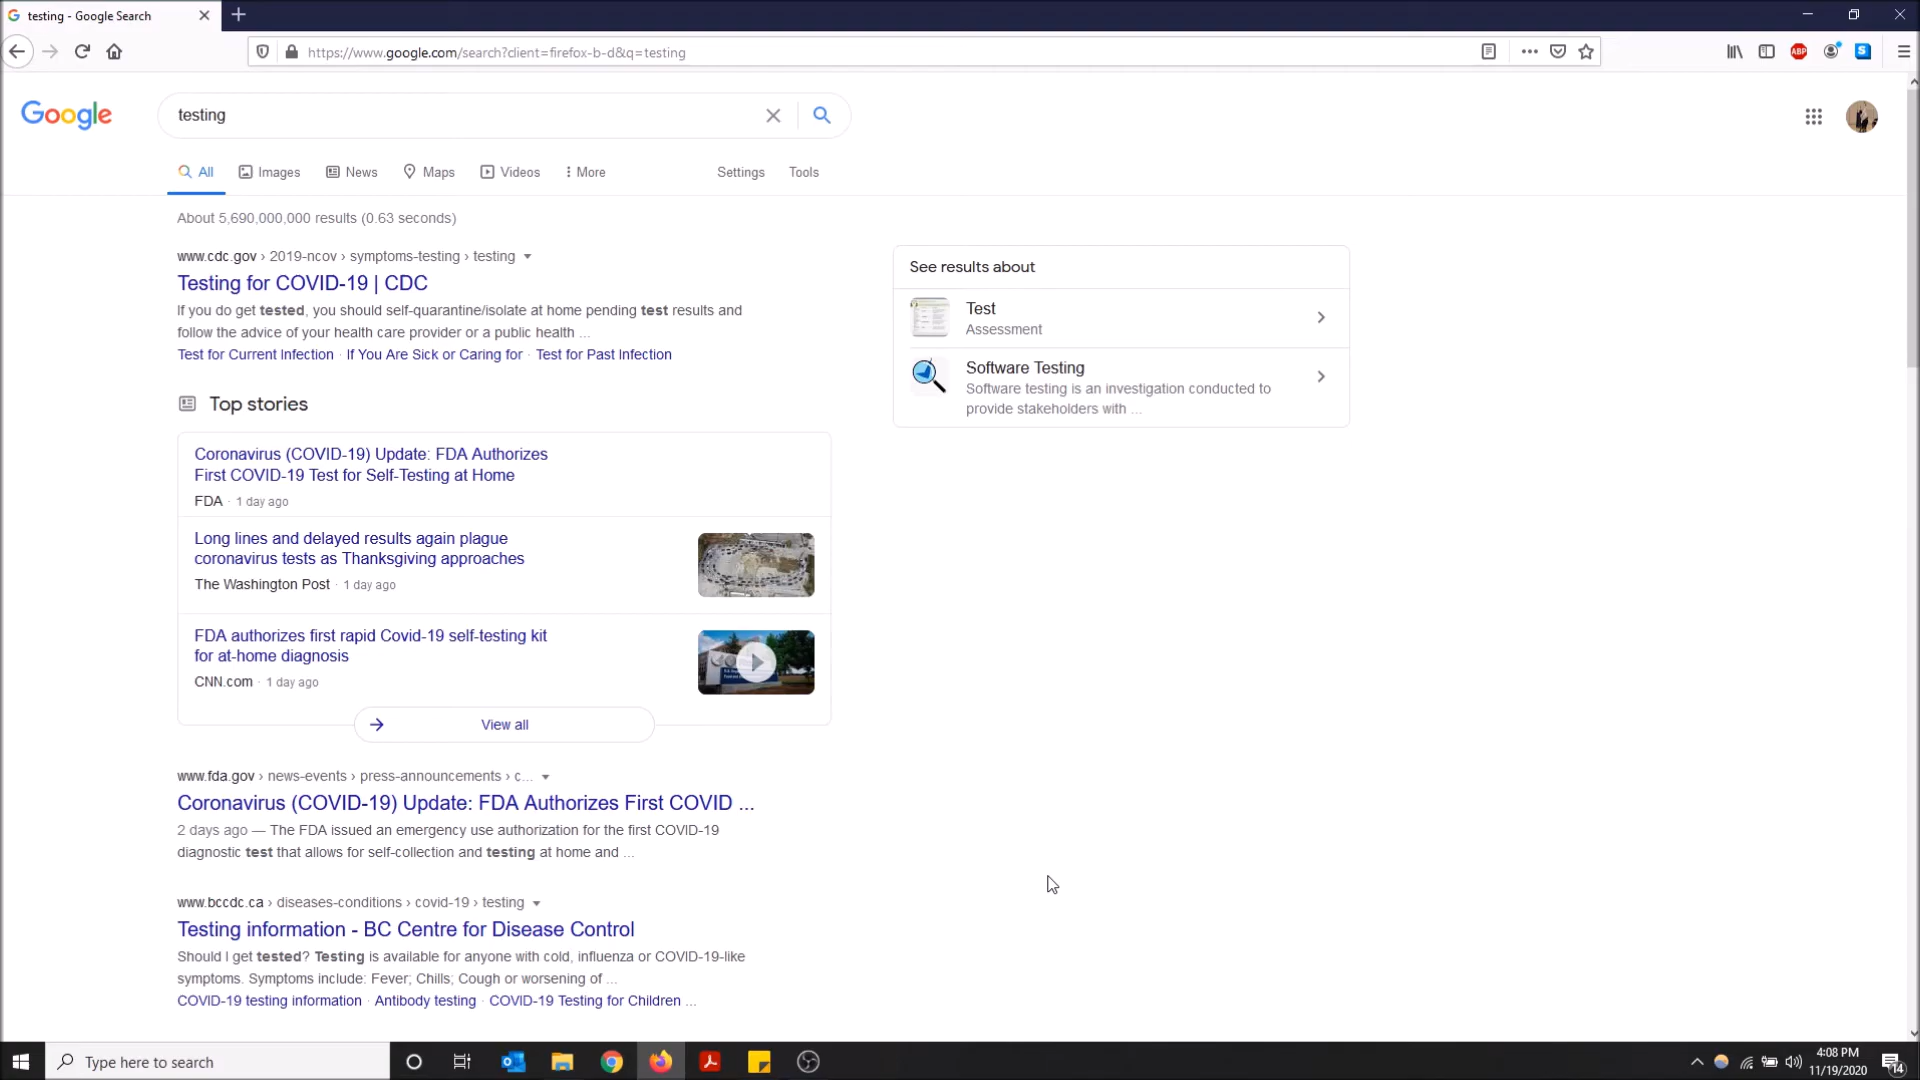 testing - Google Search
https://www.google.com/search?client=firefox-b-d&q=testing
ABP
S
Google
testing
All
Images
News
Maps
Videos
More
Settings
Tools
About 5,690,000,000 results (0.63 seconds)
www.cdc.gov › 2019-ncov › symptoms-testing › testing
Testing for COVID-19 | CDC
If you do get tested, you should self-quarantine/isolate at home pending test results and
follow the advice of your health care provider or a public health ...
Test for Current Infection · If You Are Sick or Caring for · Test for Past Infection
See results about
Test
Assessment
Software Testing
Software testing is an investigation conducted to
provide stakeholders with ...
Top stories
Coronavirus (COVID-19) Update: FDA Authorizes
First COVID-19 Test for Self-Testing at Home
FDA · 1 day ago
Long lines and delayed results again plague
coronavirus tests as Thanksgiving approaches
The Washington Post · 1 day ago
FDA authorizes first rapid Covid-19 self-testing kit
for at-home diagnosis
CNN.com · 1 day ago
View all
www.fda.gov › news-events › press-announcements › c...
Coronavirus (COVID-19) Update: FDA Authorizes First COVID ...
2 days ago — The FDA issued an emergency use authorization for the first COVID-19
diagnostic test that allows for self-collection and testing at home and ...
www.bccdc.ca › diseases-conditions › covid-19 › testing
Testing information - BC Centre for Disease Control
Should I get tested? Testing is available for anyone with cold, influenza or COVID-19-like
symptoms. Symptoms include: Fever; Chills; Cough or worsening of ...
COVID-19 testing information · Antibody testing · COVID-19 Testing for Children ...
Type here to search
4:08 PM
11/19/2020
14